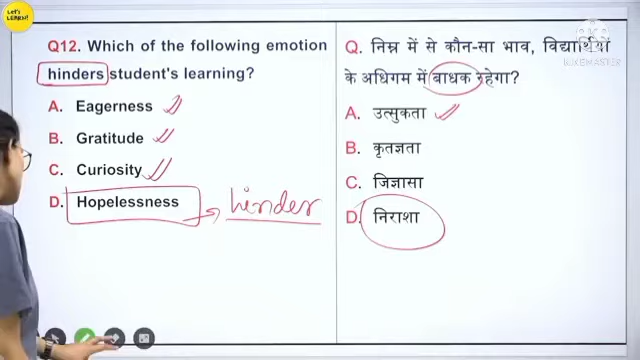 Let's
LEARN!
Q12. Which of the following emotion
hinders student's learning?
A. Eagerness
B. Gratitude
C. Curiosity
D. Hopelessness
hinder
Q. निम्न में से कौन-सा भाव, विद्यार्थियों
के अधिगम में बाधक रहेगा?
A. उत्सुकता
B. कृतज्ञता
C. जिज्ञासा
D. निराशा
KINEMASTER